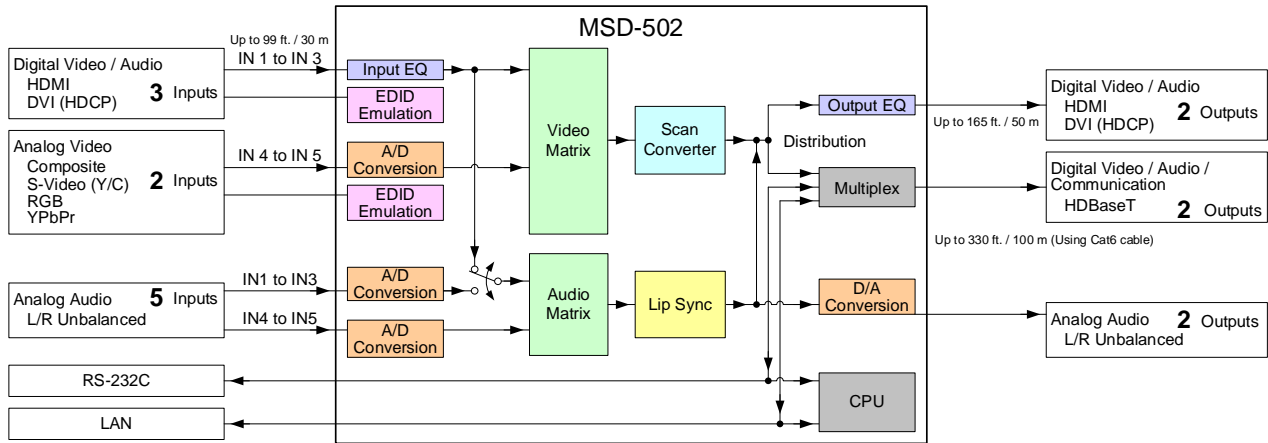 MSD-502
Up to 99 ft. / 30 m
IN 1 to IN 3
Digital Video / Audio
HDMI
DVI (HDCP)
3 Inputs
Input EQ
EDID
Emulation
Analog Video
Composite
S-Video (Y/C)
RGB
YPbPr
2 Inputs
IN 4 to IN 5
A/D
Conversion
EDID
Emulation
Video
Matrix
Scan
Converter
Distribution
Output EQ
Multiplex
Up to 165 ft. / 50 m
Digital Video / Audio
HDMI
DVI (HDCP)
2 Outputs
Digital Video / Audio /
Communication
HDBaseT
2 Outputs
Up to 330 ft. / 100 m (Using Cat6 cable)
Analog Audio
L/R Unbalanced
5 Inputs
IN1 to IN3
IN4 to IN5
A/D
Conversion
A/D
Conversion
Audio
Matrix
Lip Sync
D/A
Conversion
Analog Audio
L/R Unbalanced
2 Outputs
RS-232C
LAN
CPU